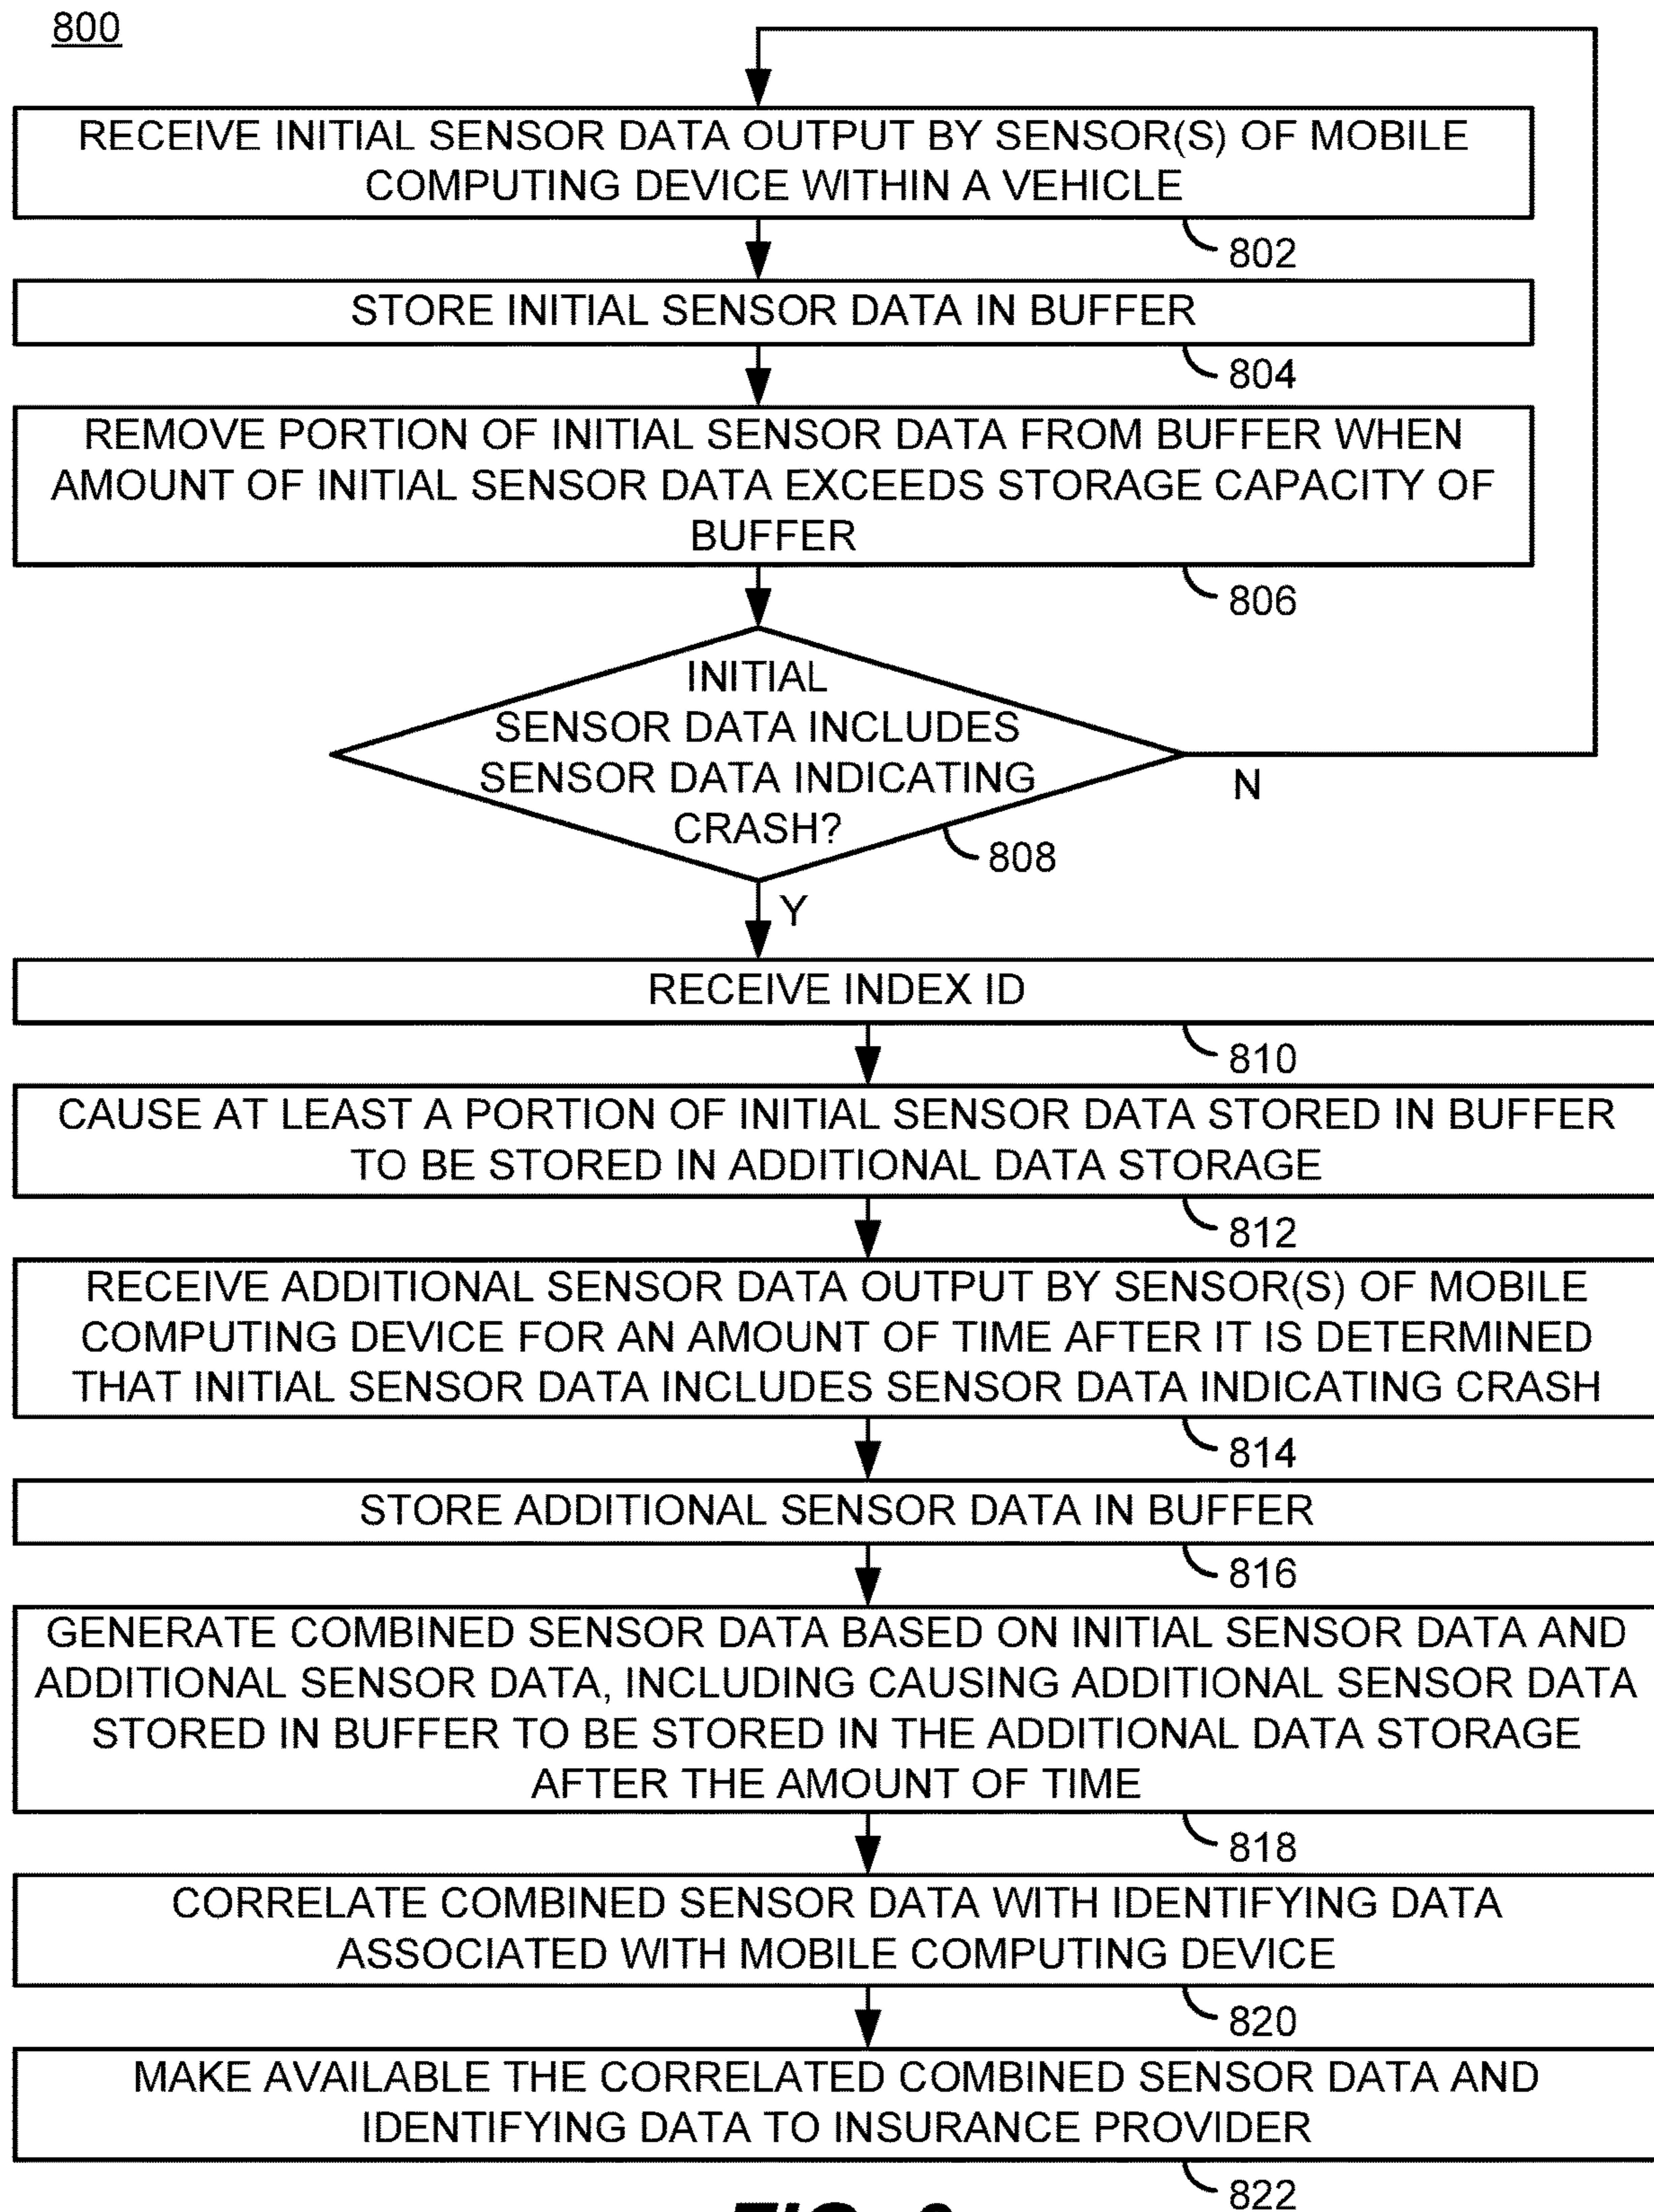 800
RECEIVE INITIAL SENSOR DATA OUTPUT BY SENSOR(S) OF MOBILE
COMPUTING DEVICE WITHIN A VEHICLE
802
STORE INITIAL SENSOR DATA IN BUFFER
804
REMOVE PORTION OF INITIAL SENSOR DATA FROM BUFFER WHEN
AMOUNT OF INITIAL SENSOR DATA EXCEEDS STORAGE CAPACITY OF
BUFFER
806
INITIAL
SENSOR DATA INCLUDES
SENSOR DATA INDICATING
CRASH?
N
808
Y
RECEIVE INDEX ID
810
CAUSE AT LEAST A PORTION OF INITIAL SENSOR DATA STORED IN BUFFER
TO BE STORED IN ADDITIONAL DATA STORAGE
812
RECEIVE ADDITIONAL SENSOR DATA OUTPUT BY SENSOR(S) OF MOBILE
COMPUTING DEVICE FOR AN AMOUNT OF TIME AFTER IT IS DETERMINED
THAT INITIAL SENSOR DATA INCLUDES SENSOR DATA INDICATING CRASH
814
STORE ADDITIONAL SENSOR DATA IN BUFFER
816
GENERATE COMBINED SENSOR DATA BASED ON INITIAL SENSOR DATA AND
ADDITIONAL SENSOR DATA, INCLUDING CAUSING ADDITIONAL SENSOR DATA
STORED IN BUFFER TO BE STORED IN THE ADDITIONAL DATA STORAGE
AFTER THE AMOUNT OF TIME
818
CORRELATE COMBINED SENSOR DATA WITH IDENTIFYING DATA
ASSOCIATED WITH MOBILE COMPUTING DEVICE
820
MAKE AVAILABLE THE CORRELATED COMBINED SENSOR DATA AND
IDENTIFYING DATA TO INSURANCE PROVIDER
822